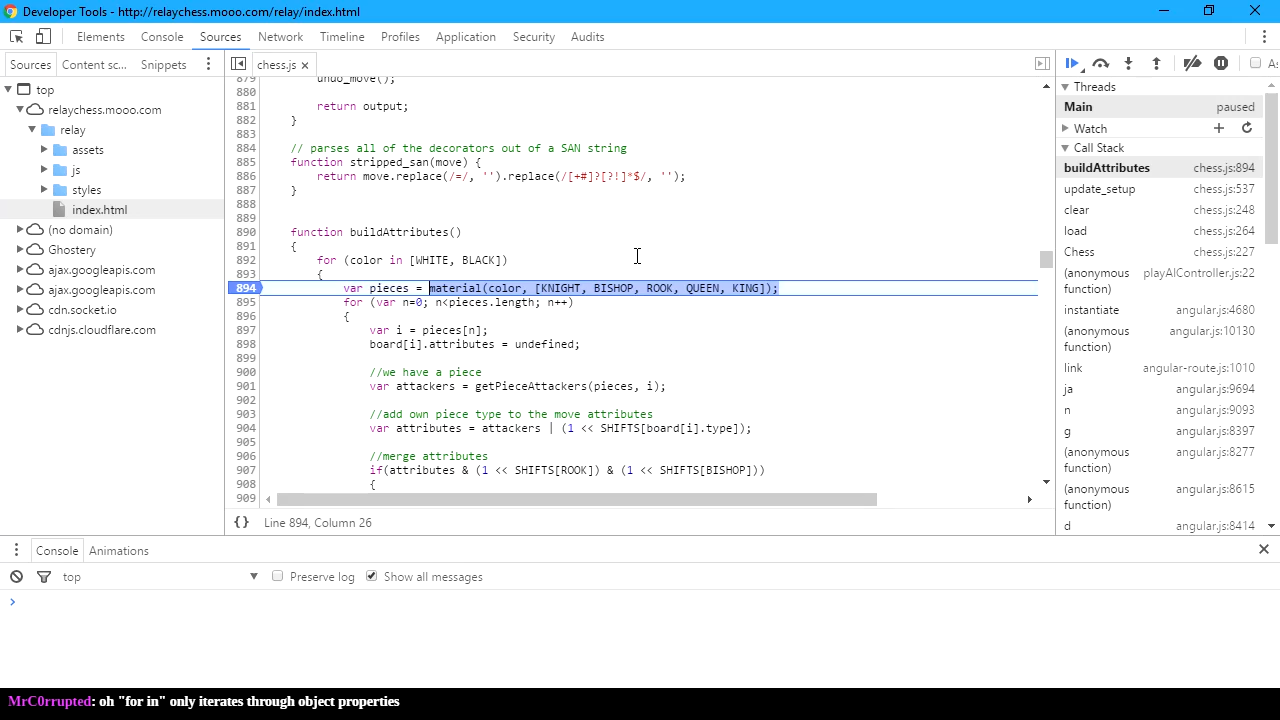 Developer Tools - http://relaychess.mooo.com/relay/index.html
Elements Console Sources Network Timeline Profiles Application Security Audits
Sources Content sc... Snippets
top
relaychess.mooo.com
relay
assets
js
styles
index.html
(no domain)
Ghostery
ajax.googleapis.com
ajax.googleapis.com
cdn.socket.io
cdnjs.cloudflare.com
chess.js ×
879 undo_move();
880
881 return output;
882 }
883
884 // parses all of the decorators out of a SAN string
885 function stripped_san(move) {
886 return move.replace(/=/, '').replace(/[+#]?[?!]*$/, '');
887 }
888
889
890 function buildAttributes()
891 {
892 for (color in [WHITE, BLACK])
893 {
894 var pieces = material(color, [KNIGHT, BISHOP, ROOK, QUEEN, KING]);
895 for (var n=0; n<pieces.length; n++)
896 {
897 var i = pieces[n];
898 board[i].attributes = undefined;
899
900 //we have a piece
901 var attackers = getPieceAttackers(pieces, i);
902
903 //add own piece type to the move attributes
904 var attributes = attackers | (1 << SHIFTS[board[i].type]);
905
906 //merge attributes
907 if(attributes & (1 << SHIFTS[ROOK]) & (1 << SHIFTS[BISHOP]))
908 {
909
{} Line 894, Column 26
As
Threads
Main paused
Watch
Call Stack
buildAttributes chess.js:894
update_setup chess.js:537
clear chess.js:248
load chess.js:264
Chess chess.js:227
(anonymous function) playAIController.js:22
instantiate angular.js:4680
(anonymous function) angular.js:10130
link angular-route.js:1010
ja angular.js:9694
n angular.js:9093
g angular.js:8397
(anonymous function) angular.js:8277
(anonymous function) angular.js:8615
d angular.js:8414
Console Animations
top Preserve log Show all messages
>
MrC0rrupted: oh "for in" only iterates through object properties